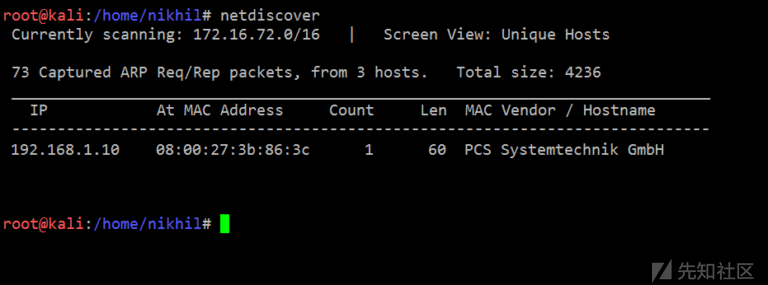 root@kali:/home/nikhil# netdiscover
Currently scanning: 172.16.72.0/16   |   Screen View: Unique Hosts
73 Captured ARP Req/Rep packets, from 3 hosts.   Total size: 4236
_____________________________________________________________________________
IP            At MAC Address     Count     Len  MAC Vendor / Hostname
-----------------------------------------------------------------------------
192.168.1.10    08:00:27:3b:86:3c      1      60  PCS Systemtechnik GmbH
root@kali:/home/nikhil#
先知社区